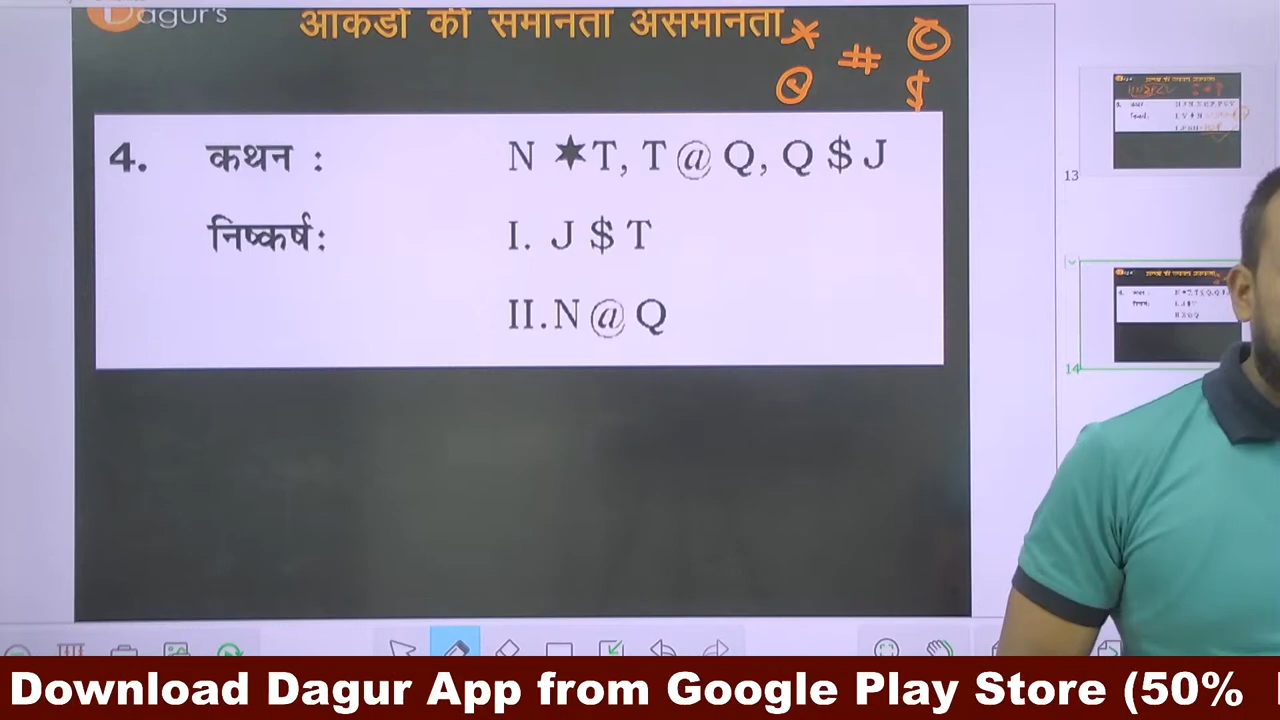 Dagur's
आकडो की समानता असमानता
* # ©
@ $
4. कथन : N ★ T, T @ Q, Q $ J
निष्कर्ष: I. J $ T
II. N @ Q
13
14
Download Dagur App from Google Play Store (50%